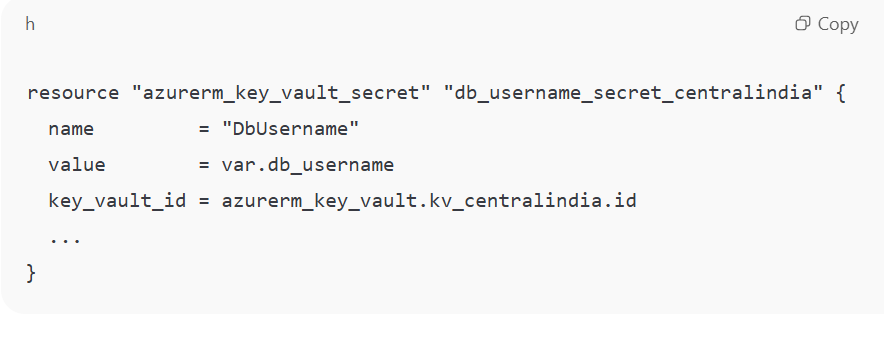 h
Copy
resource "azurerm_key_vault_secret" "db_username_secret_centralindia" {
  name         = "DbUsername"
  value        = var.db_username
  key_vault_id = azurerm_key_vault.kv_centralindia.id
  ...
}